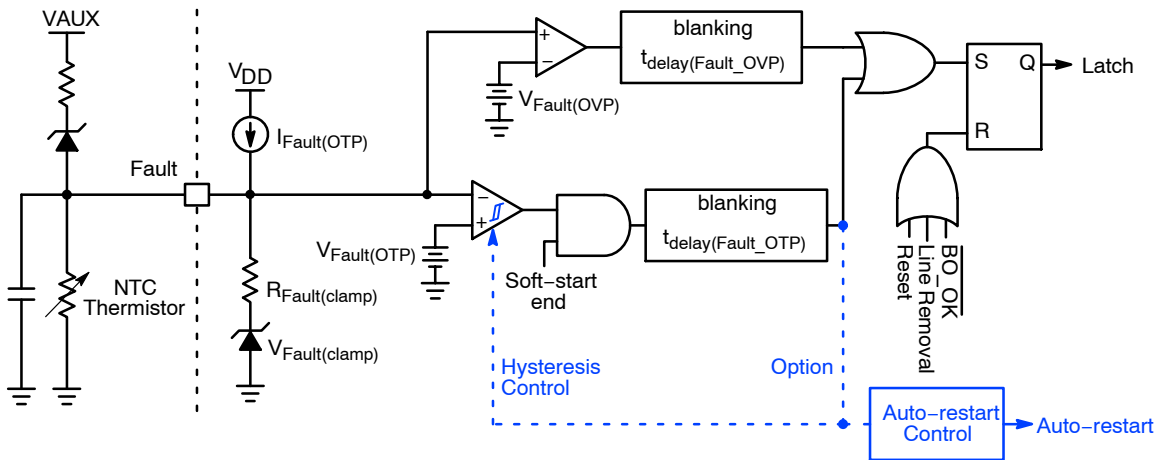 VAUX
VDD
IFault(OTP)
Fault
NTC
Thermistor
RFault(clamp)
VFault(clamp)
+
−
VFault(OVP)
blanking
tdelay(Fault_OVP)
−
+
VFault(OTP)
Soft−start
end
blanking
tdelay(Fault_OTP)
S
Q
R
Latch
Reset
Line Removal
BO_OK
Hysteresis
Control
Option
Auto−restart
Control
Auto−restart